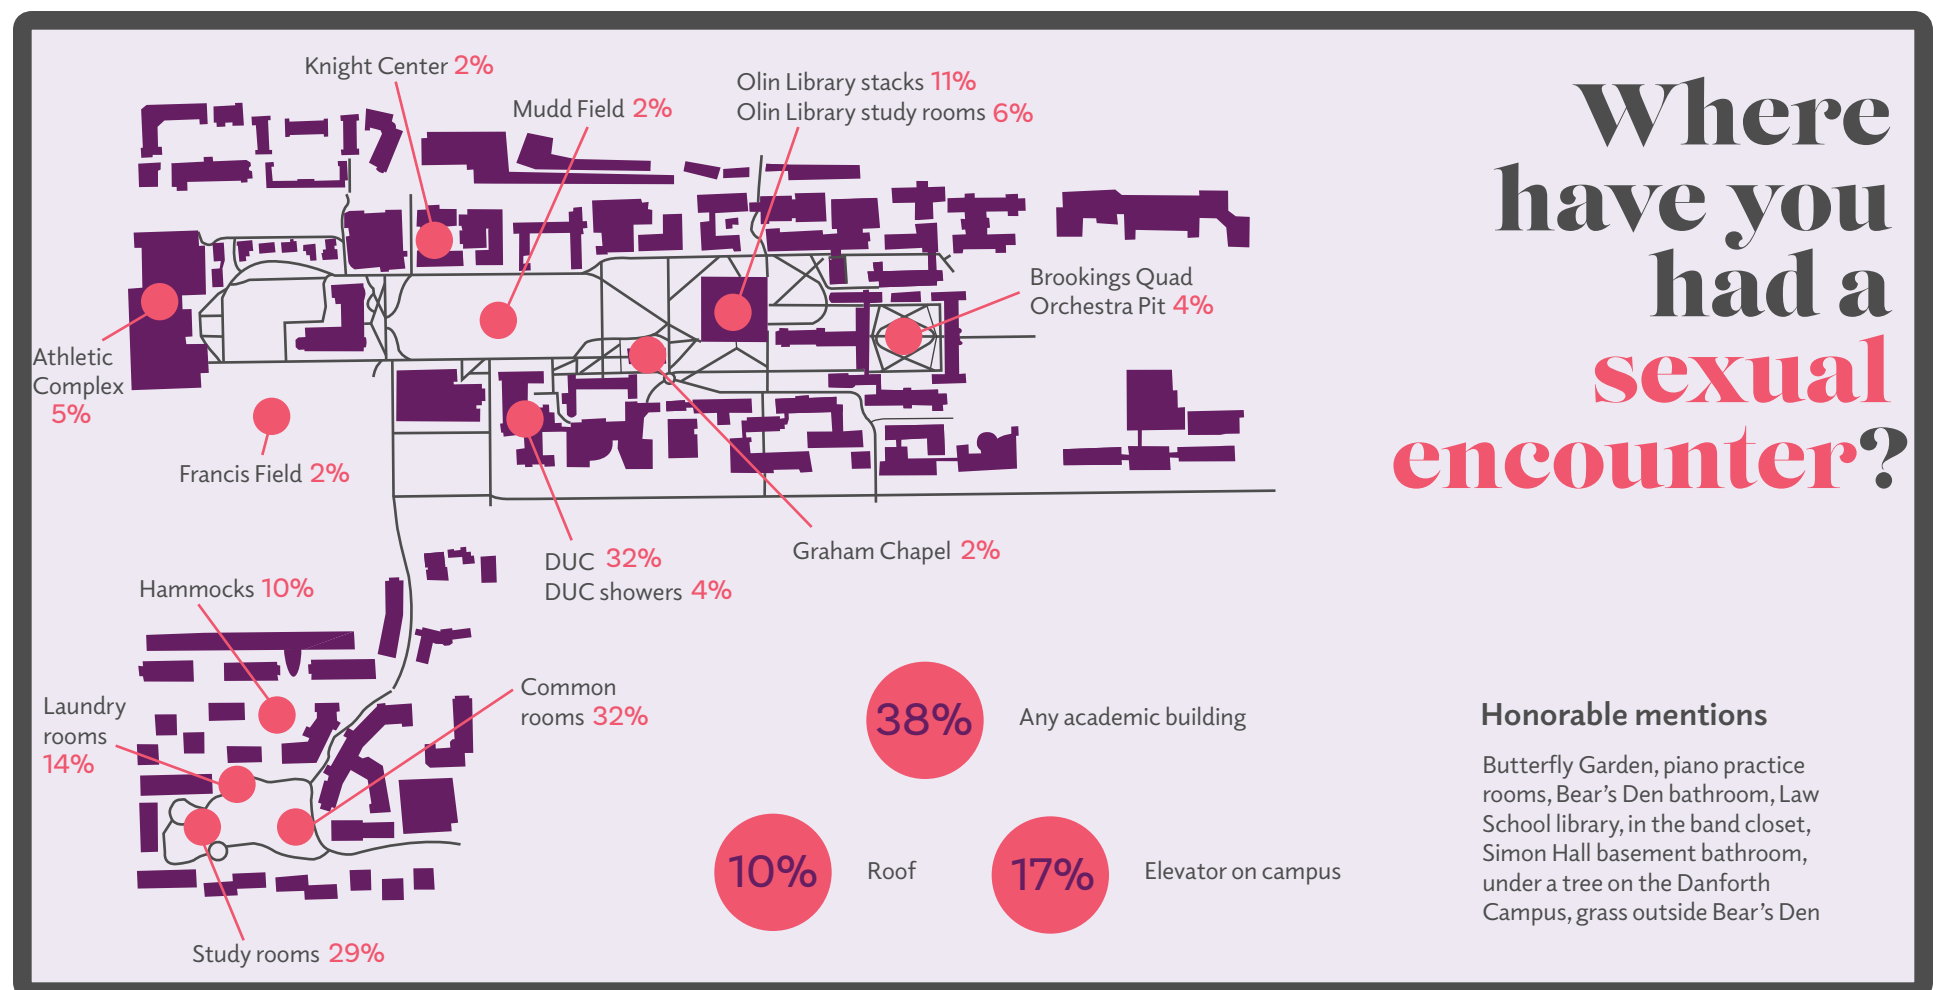 Where
have you
had a
sexual
encounter?
Knight Center 2%
Mudd Field 2%
Olin Library stacks 11%
Olin Library study rooms 6%
Brookings Quad
Orchestra Pit 4%
Athletic
Complex
5%
Francis Field 2%
DUC 32%
DUC showers 4%
Graham Chapel 2%
Hammocks 10%
Laundry
rooms
14%
Common
rooms 32%
Study rooms 29%
38% Any academic building
10% Roof
17% Elevator on campus
Honorable mentions
Butterfly Garden, piano practice
rooms, Bear’s Den bathroom, Law
School library, in the band closet,
Simon Hall basement bathroom,
under a tree on the Danforth
Campus, grass outside Bear’s Den